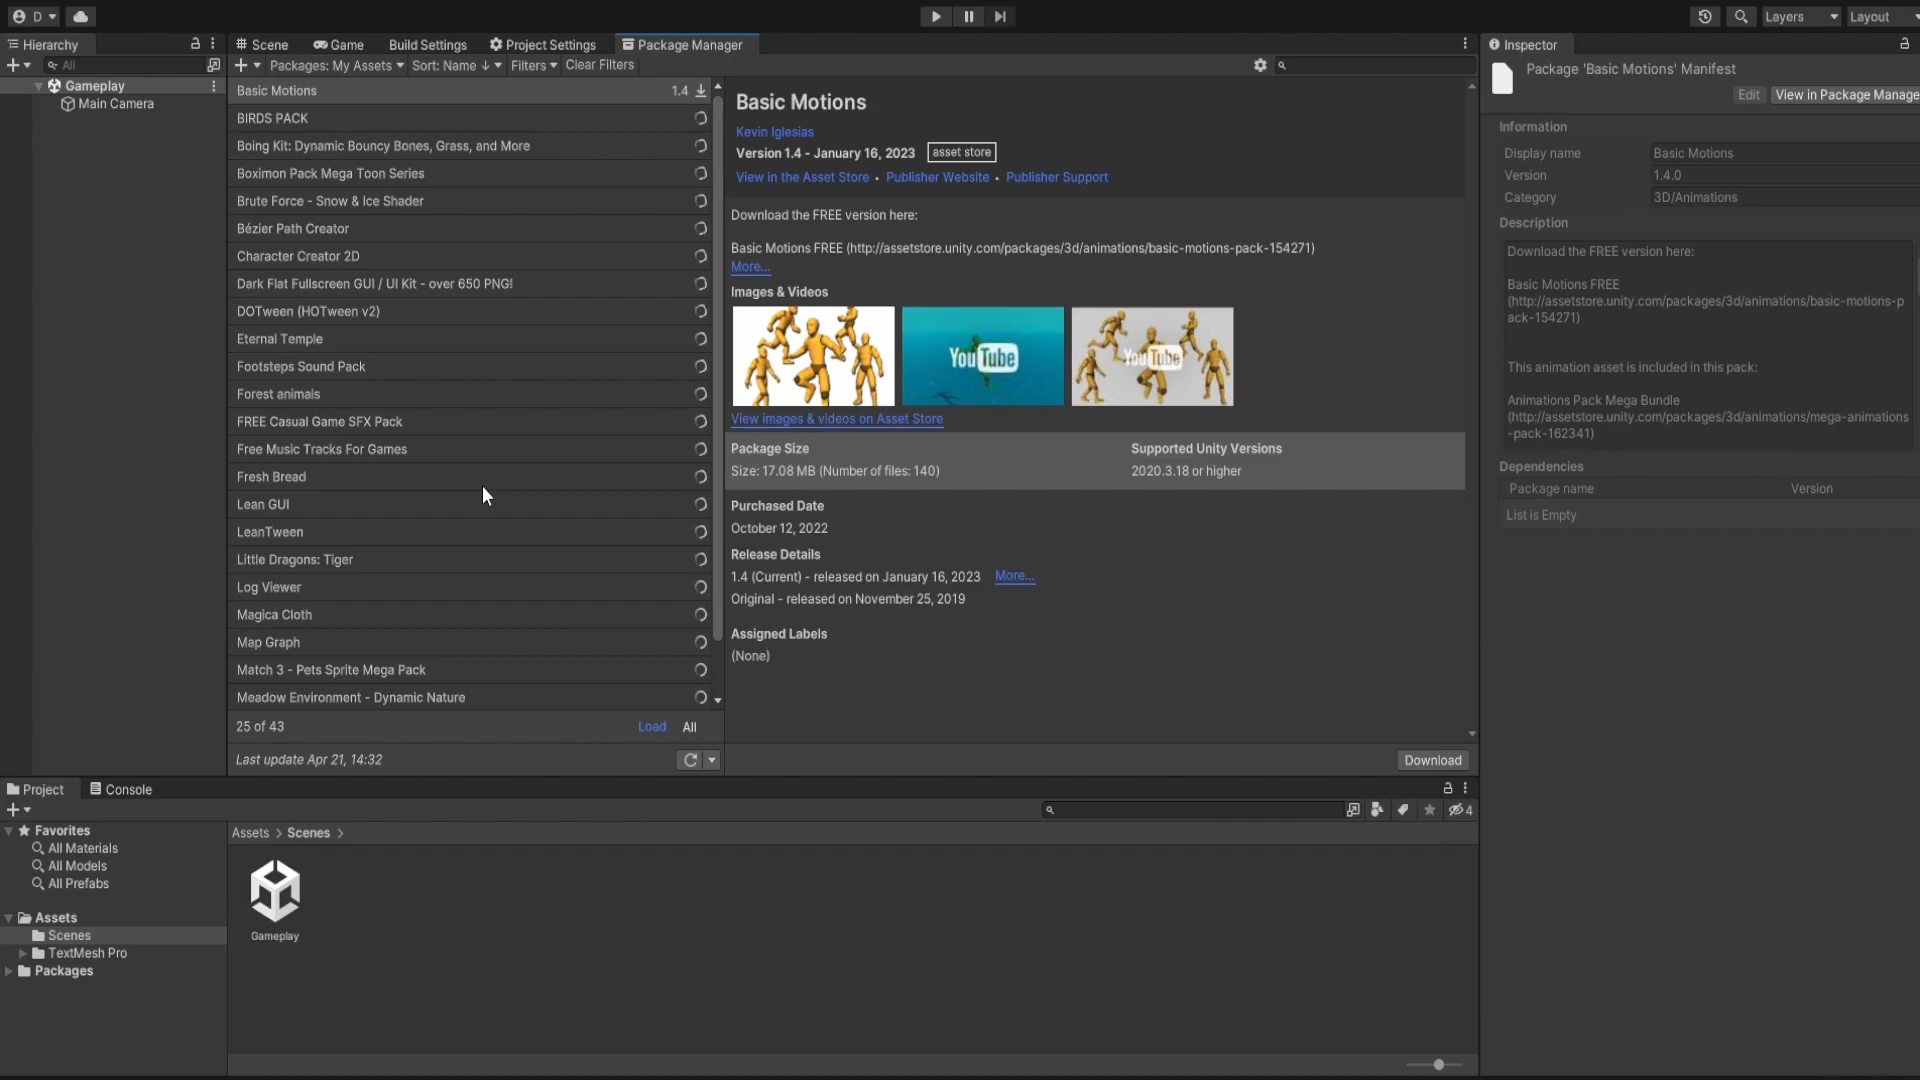 D
Layers
Layout
Hierarchy
All
Gameplay
Main Camera
Scene
Game
Build Settings
Project Settings
Package Manager
Packages: My Assets
Sort: Name ↓
Filters
Clear Filters
Basic Motions 1.4
BIRDS PACK
Boing Kit: Dynamic Bouncy Bones, Grass, and More
Boximon Pack Mega Toon Series
Brute Force - Snow & Ice Shader
Bézier Path Creator
Character Creator 2D
Dark Flat Fullscreen GUI / UI Kit - over 650 PNG!
DOTween (HOTween v2)
Eternal Temple
Footsteps Sound Pack
Forest animals
FREE Casual Game SFX Pack
Free Music Tracks For Games
Fresh Bread
Lean GUI
LeanTween
Little Dragons: Tiger
Log Viewer
Magica Cloth
Map Graph
Match 3 - Pets Sprite Mega Pack
Meadow Environment - Dynamic Nature
25 of 43 Load All
Last update Apr 21, 14:32
Basic Motions
Kevin Iglesias
Version 1.4 - January 16, 2023 asset store
View in the Asset Store • Publisher Website • Publisher Support
Download the FREE version here:
Basic Motions FREE (http://assetstore.unity.com/packages/3d/animations/basic-motions-pack-154271)
More...
Images & Videos
YouTube
YouTube
View images & videos on Asset Store
Package Size Supported Unity Versions
Size: 17.08 MB (Number of files: 140) 2020.3.18 or higher
Purchased Date
October 12, 2022
Release Details
1.4 (Current) - released on January 16, 2023 More...
Original - released on November 25, 2019
Assigned Labels
(None)
Download
Inspector
Package 'Basic Motions' Manifest
Edit View in Package Manage
Information
Display name Basic Motions
Version 1.4.0
Category 3D/Animations
Description
Download the FREE version here:
Basic Motions FREE
(http://assetstore.unity.com/packages/3d/animations/basic-motions-p
ack-154271)
This animation asset is included in this pack:
Animations Pack Mega Bundle
(http://assetstore.unity.com/packages/3d/animations/mega-animations
-pack-162341)
Dependencies
Package name Version
List is Empty
Project
Console
4
Favorites
All Materials
All Models
All Prefabs
Assets
Scenes
TextMesh Pro
Packages
Assets > Scenes >
Gameplay